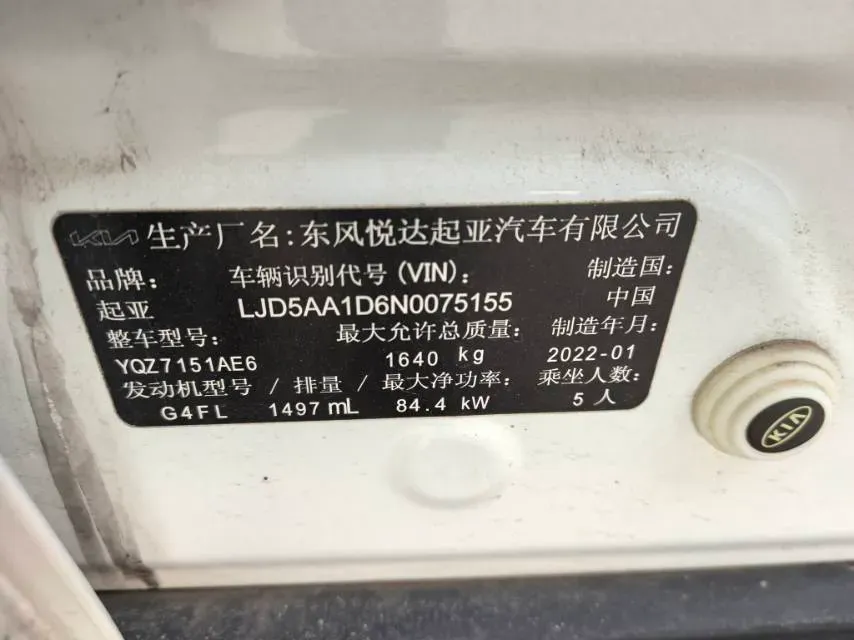 KIA 生产厂名:东风悦达起亚汽车有限公司
品牌: 车辆识别代号(VIN): 制造国:
起亚 LJD5AA1D6N0075155 中国
整车型号: 最大允许总质量: 制造年月:
YQZ7151AE6 1640 kg 2022-01
发动机型号 / 排量 / 最大净功率: 乘坐人数:
G4FL 1497 mL 84.4 kW 5 人
KIA